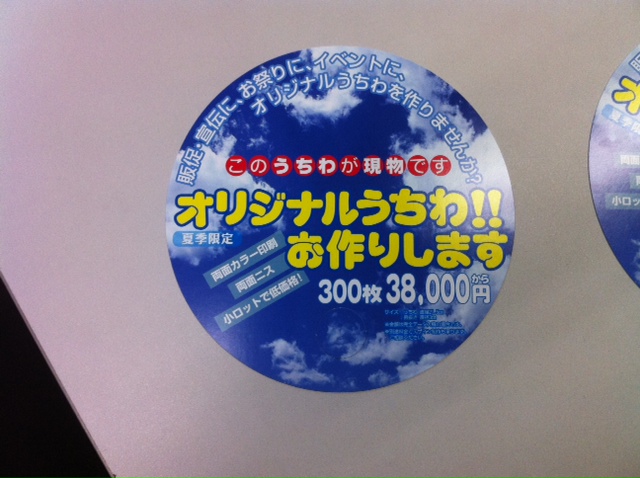 販促・宣伝に、お祭りに、イベントに、
オリジナルうちわを作りませんか?
このうちわが現物です
オリジナルうちわ!!
夏季限定
お作りします
両面カラー印刷
両面ニス
小ロットで低価格!
300枚 38,000円から